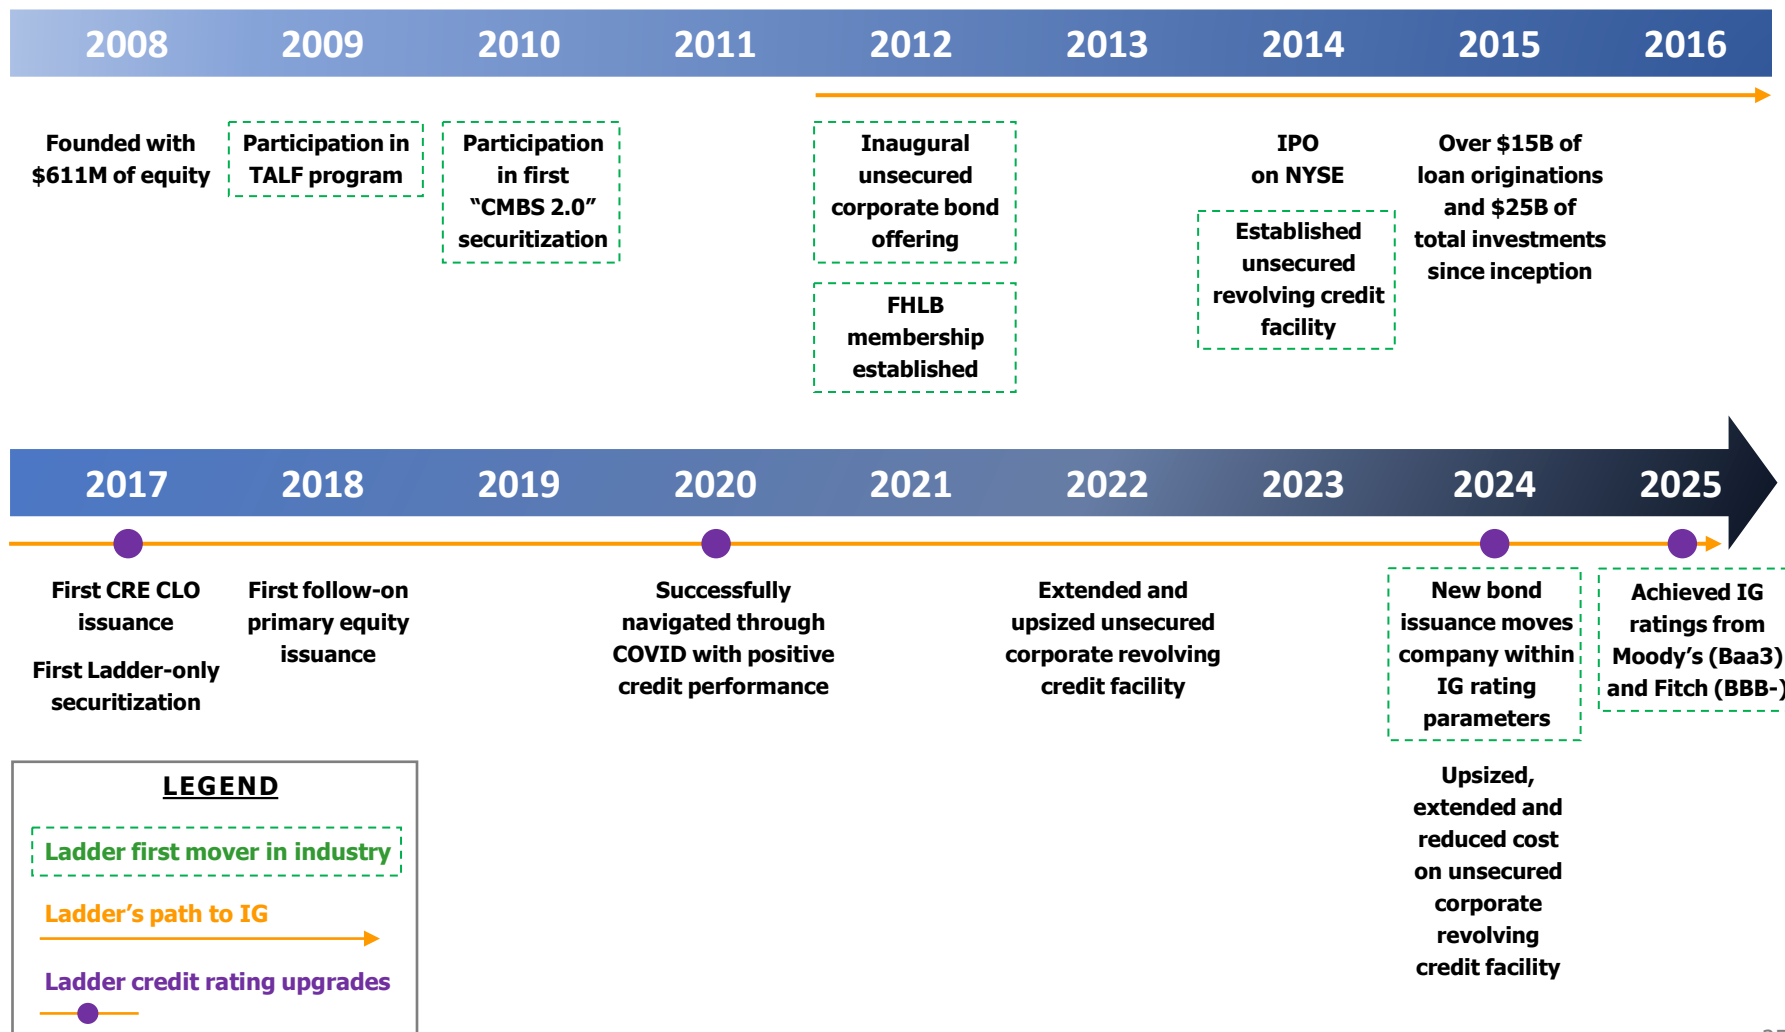 2008 2009 2010 2011 2012 2013 2014 2015 2016
Founded with
$611M of equity
Participation in
TALF program
Participation
in first
“CMBS 2.0”
securitization
Inaugural
unsecured
corporate bond
offering
FHLB
membership
established
IPO
on NYSE
Established
unsecured
revolving credit
facility
Over $15B of
loan originations
and $25B of
total investments
since inception
2017 2018 2019 2020 2021 2022 2023 2024 2025
First CRE CLO
issuance
First Ladder-only
securitization
First follow-on
primary equity
issuance
Successfully
navigated through
COVID with positive
credit performance
Extended and
upsized unsecured
corporate revolving
credit facility
New bond
issuance moves
company within
IG rating
parameters
Upsized,
extended and
reduced cost
on unsecured
corporate
revolving
credit facility
Achieved IG
ratings from
Moody’s (Baa3)
and Fitch (BBB-)
LEGEND
Ladder first mover in industry
Ladder’s path to IG
Ladder credit rating upgrades